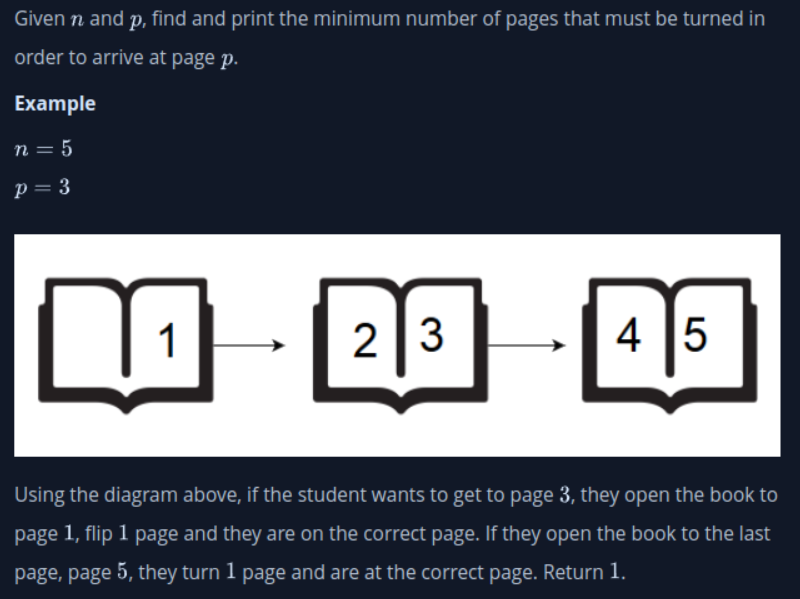 Given n and p, find and print the minimum number of pages that must be turned in
order to arrive at page p.
Example
n = 5
p = 3
1 2 3 4 5
Using the diagram above, if the student wants to get to page 3, they open the book to
page 1, flip 1 page and they are on the correct page. If they open the book to the last
page, page 5, they turn 1 page and are at the correct page. Return 1.